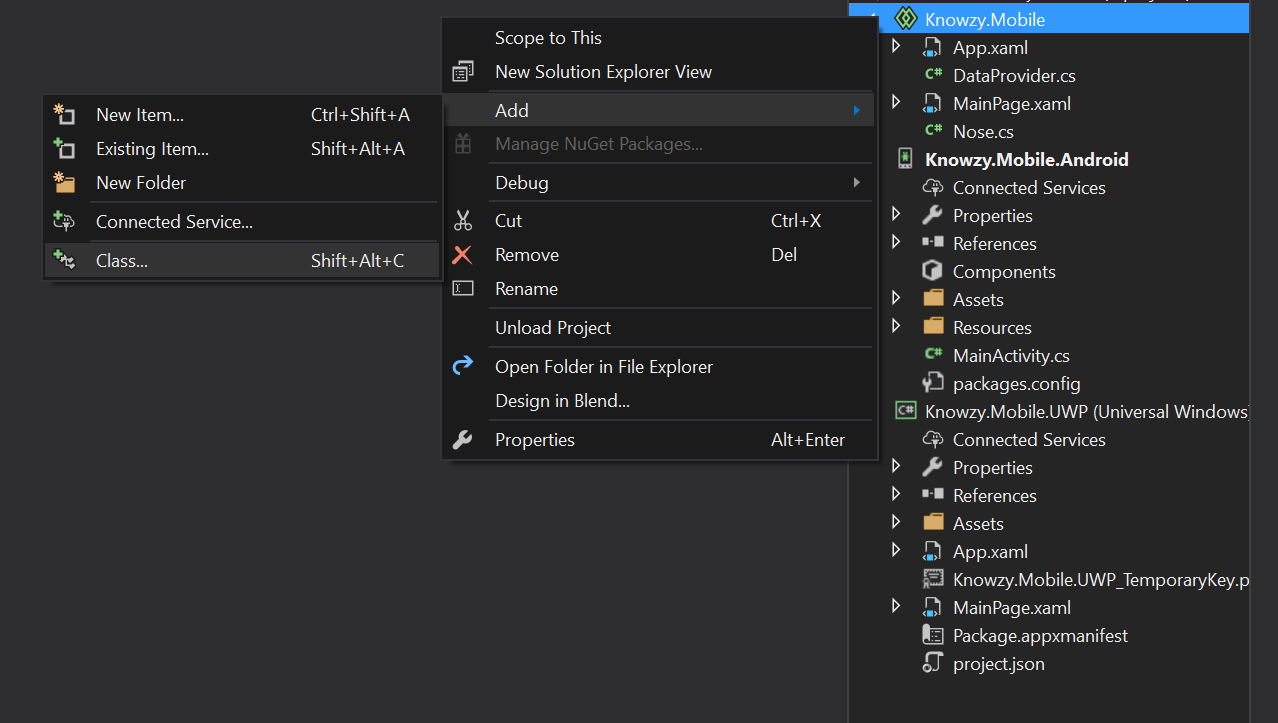 New Item... Ctrl+Shift+A
Existing Item... Shift+Alt+A
New Folder
Connected Service...
Class... Shift+Alt+C
Scope to This
New Solution Explorer View
Add
Manage NuGet Packages...
Debug
Cut Ctrl+X
Remove Del
Rename
Unload Project
Open Folder in File Explorer
Design in Blend...
Properties Alt+Enter
Knowzy.Mobile
App.xaml
C# DataProvider.cs
MainPage.xaml
C# Nose.cs
Knowzy.Mobile.Android
Connected Services
Properties
References
Components
Assets
Resources
C# MainActivity.cs
packages.config
C# Knowzy.Mobile.UWP (Universal Windows)
Connected Services
Properties
References
Assets
App.xaml
Knowzy.Mobile.UWP_TemporaryKey.p
MainPage.xaml
Package.appxmanifest
project.json